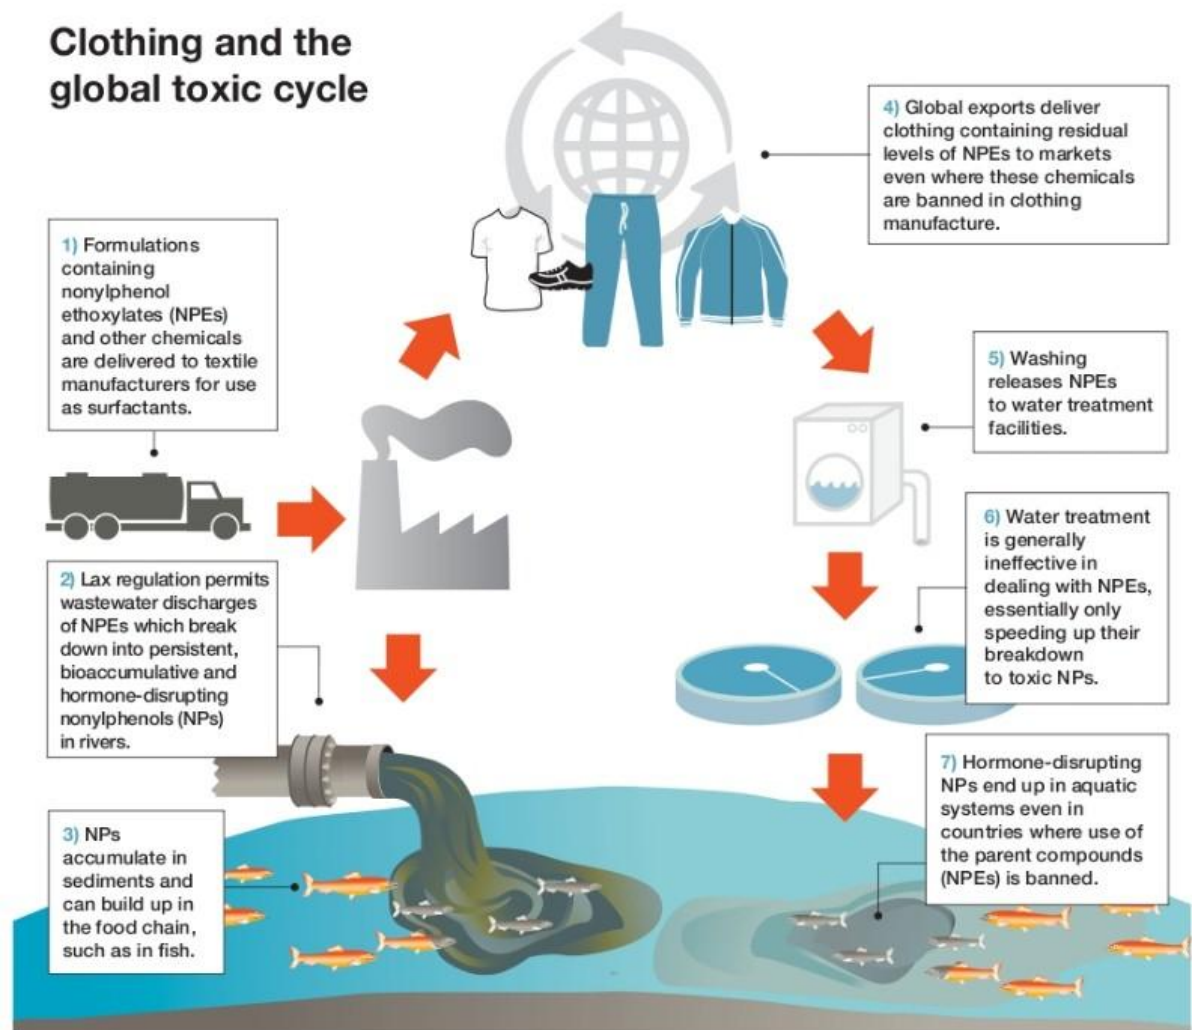 Clothing and the
global toxic cycle
1) Formulations
containing
nonylphenol
ethoxylates (NPEs)
and other chemicals
are delivered to textile
manufacturers for use
as surfactants.
2) Lax regulation permits
wastewater discharges
of NPEs which break
down into persistent,
bioaccumulative and
hormone-disrupting
nonylphenols (NPs)
in rivers.
3) NPs
accumulate in
sediments and
can build up in
the food chain,
such as in fish.
4) Global exports deliver
clothing containing residual
levels of NPEs to markets
even where these chemicals
are banned in clothing
manufacture.
5) Washing
releases NPEs
to water treatment
facilities.
6) Water treatment
is generally
ineffective in
dealing with NPEs,
essentially only
speeding up their
breakdown
to toxic NPs.
7) Hormone-disrupting
NPs end up in aquatic
systems even in
countries where use of
the parent compounds
(NPEs) is banned.